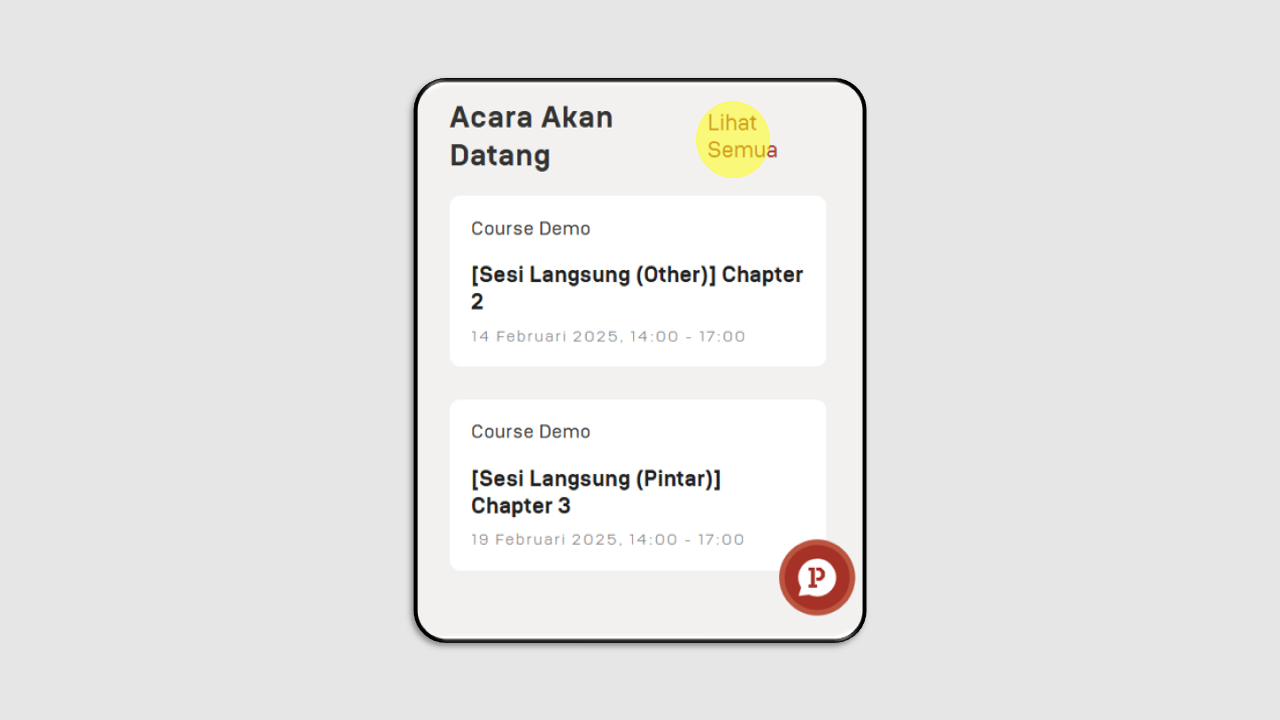 Acara Akan
Datang
Lihat
Semua
Course Demo
[Sesi Langsung (Other)] Chapter
2
14 Februari 2025, 14:00 - 17:00
Course Demo
[Sesi Langsung (Pintar)]
Chapter 3
19 Februari 2025, 14:00 - 17:00
P